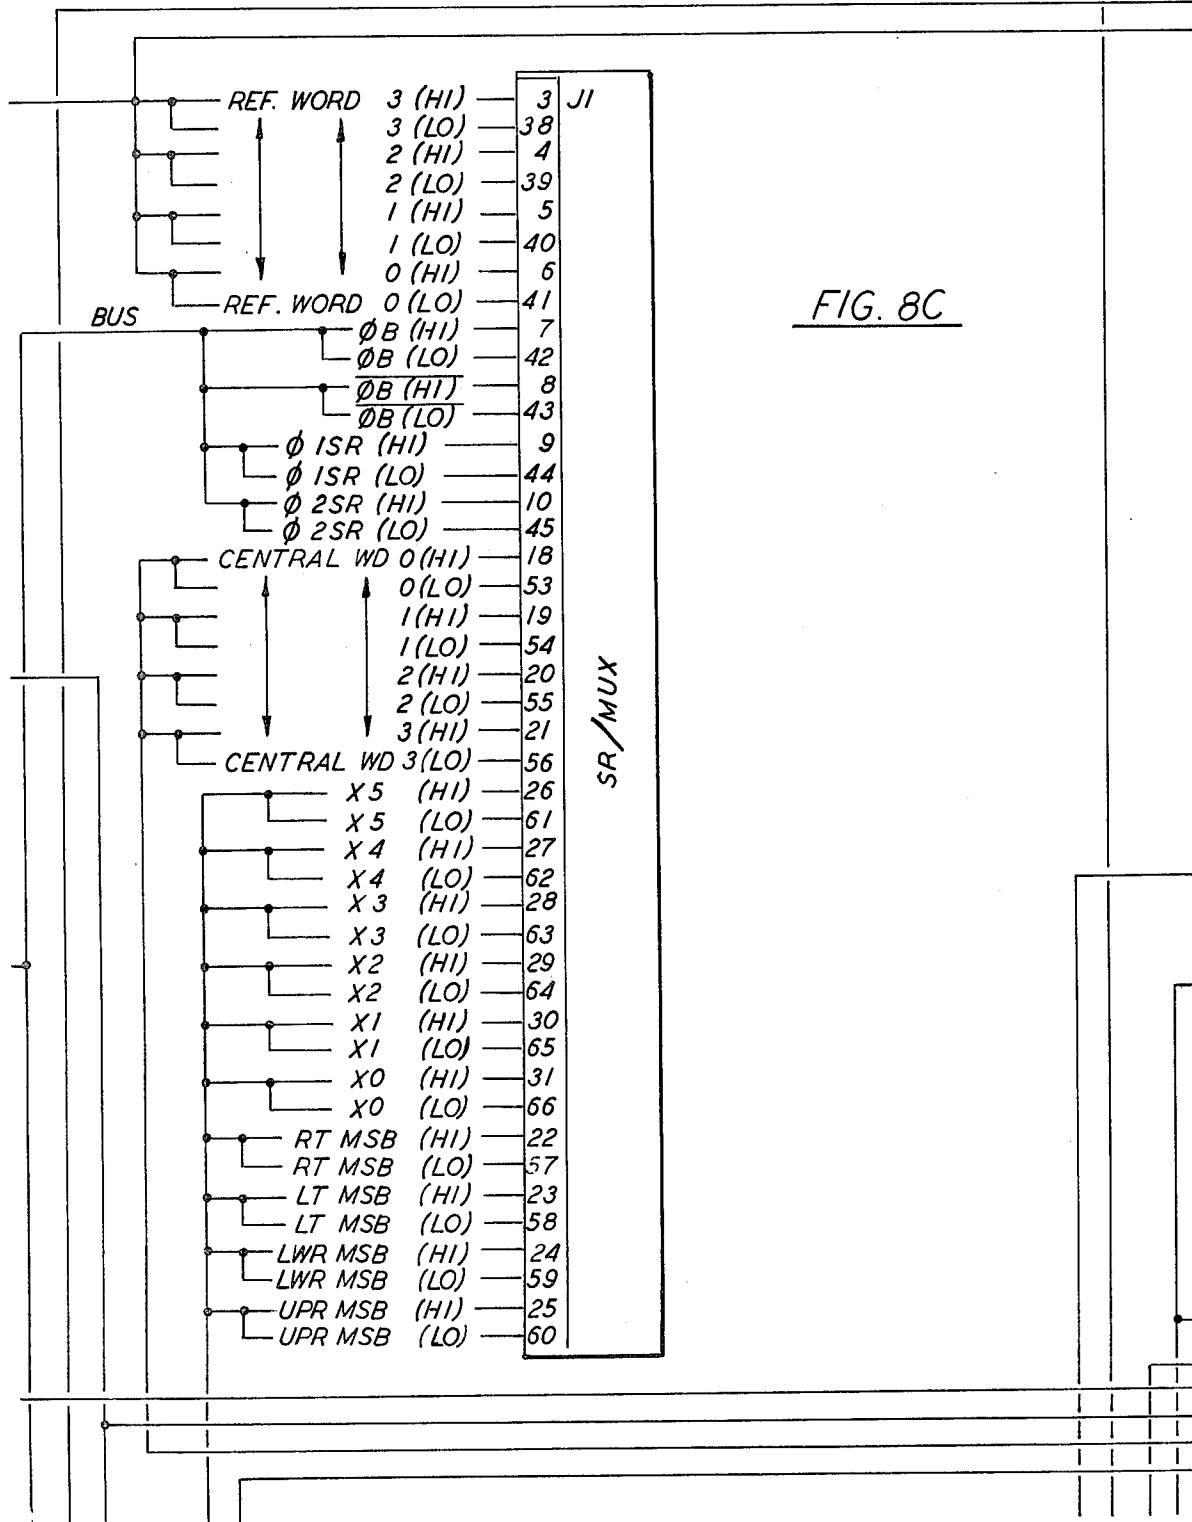 REF. WORD 3 (HI) 3 J1
3 (LO) 38
2 (HI) 4
2 (LO) 39
1 (HI) 5
1 (LO) 40
0 (HI) 6
REF. WORD 0 (LO) 41
BUS
ØB (HI) 7
ØB (LO) 42
ØB (HI) 8
ØB (LO) 43
Ø 1SR (HI) 9
Ø 1SR (LO) 44
Ø 2SR (HI) 10
Ø 2SR (LO) 45
CENTRAL WD 0 (HI) 18
0 (LO) 53
1 (HI) 19
1 (LO) 54
2 (HI) 20
2 (LO) 55
3 (HI) 21
CENTRAL WD 3 (LO) 56
X5 (HI) 26
X5 (LO) 61
X4 (HI) 27
X4 (LO) 62
X3 (HI) 28
X3 (LO) 63
X2 (HI) 29
X2 (LO) 64
X1 (HI) 30
X1 (LO) 65
X0 (HI) 31
X0 (LO) 66
RT MSB (HI) 22
RT MSB (LO) 57
LT MSB (HI) 23
LT MSB (LO) 58
LWR MSB (HI) 24
LWR MSB (LO) 59
UPR MSB (HI) 25
UPR MSB (LO) 60
SR/MUX
FIG. 8C